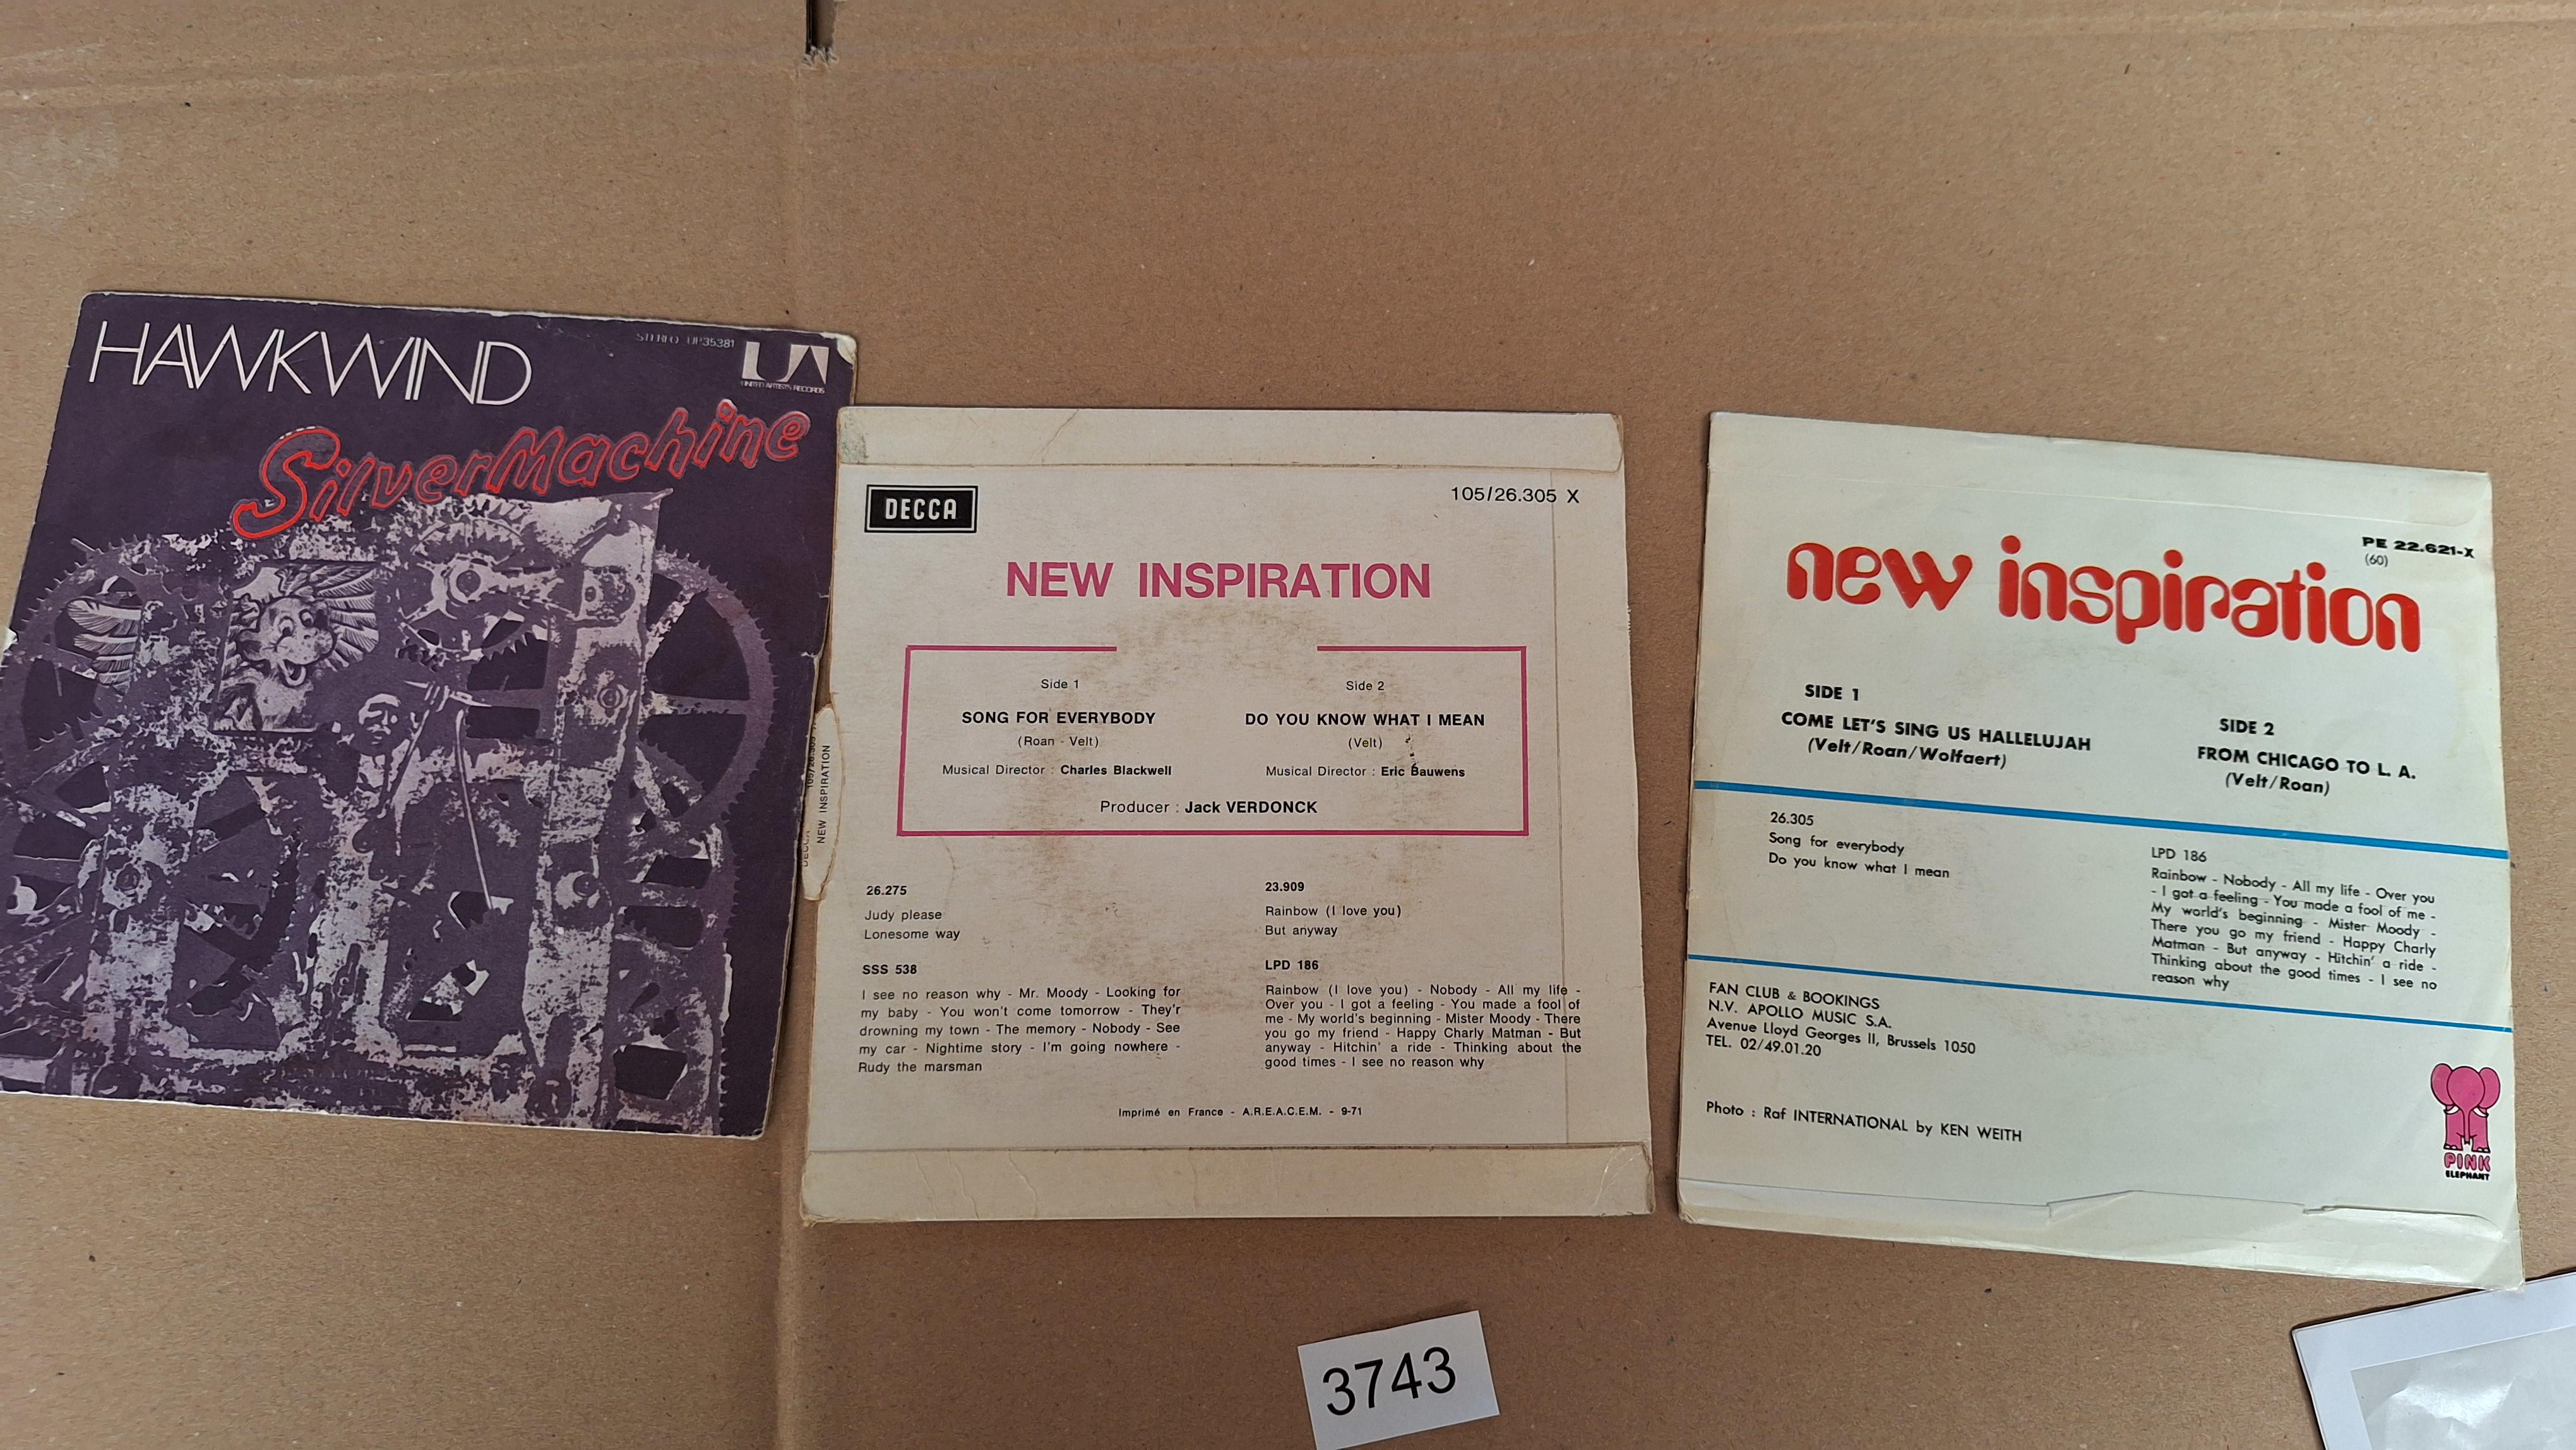 HAWKWIND
STEREO UP 35381
UA
UNITED ARTISTS RECORDS
SilverMachine
NEW INSPIRATION
DECCA
105/26.305 X
NEW INSPIRATION
Side 1
SONG FOR EVERYBODY
(Roan - Velt)
Musical Director : Charles Blackwell
Side 2
DO YOU KNOW WHAT I MEAN
(Velt)
Musical Director : Eric Bauwens
Producer : Jack VERDONCK
26.275
Judy please
Lonesome way
SSS 538
I see no reason why - Mr. Moody - Looking for
my baby - You won't come tomorrow - They'r
drowning my town - The memory - Nobody - See
my car - Nightime story - I'm going nowhere -
Rudy the marsman
23.909
Rainbow (I love you)
But anyway
LPD 186
Rainbow (I love you) - Nobody - All my life -
Over you - I got a feeling - You made a fool of
me - My world's beginning - Mister Moody - There
you go my friend - Happy Charly Matman - But
anyway - Hitchin' a ride - Thinking about the
good times - I see no reason why
Imprimé en France - A.R.E.A.C.E.M. - 9-71
PE 22.621-X
(60)
new inspiration
SIDE 1
COME LET'S SING US HALLELUJAH
(Velt/Roan/Wolfaert)
SIDE 2
FROM CHICAGO TO L. A.
(Velt/Roan)
26.305
Song for everybody
Do you know what I mean
LPD 186
Rainbow - Nobody - All my life - Over you
- I got a feeling - You made a fool of me -
My world's beginning - Mister Moody -
There you go my friend - Happy Charly
Matman - But anyway - Hitchin' a ride -
Thinking about the good times - I see no
reason why
FAN CLUB & BOOKINGS
N.V. APOLLO MUSIC S.A.
Avenue Lloyd Georges II, Brussels 1050
TEL. 02/49.01.20
Photo : Raf INTERNATIONAL by KEN WEITH
PINK
ELEPHANT
3743